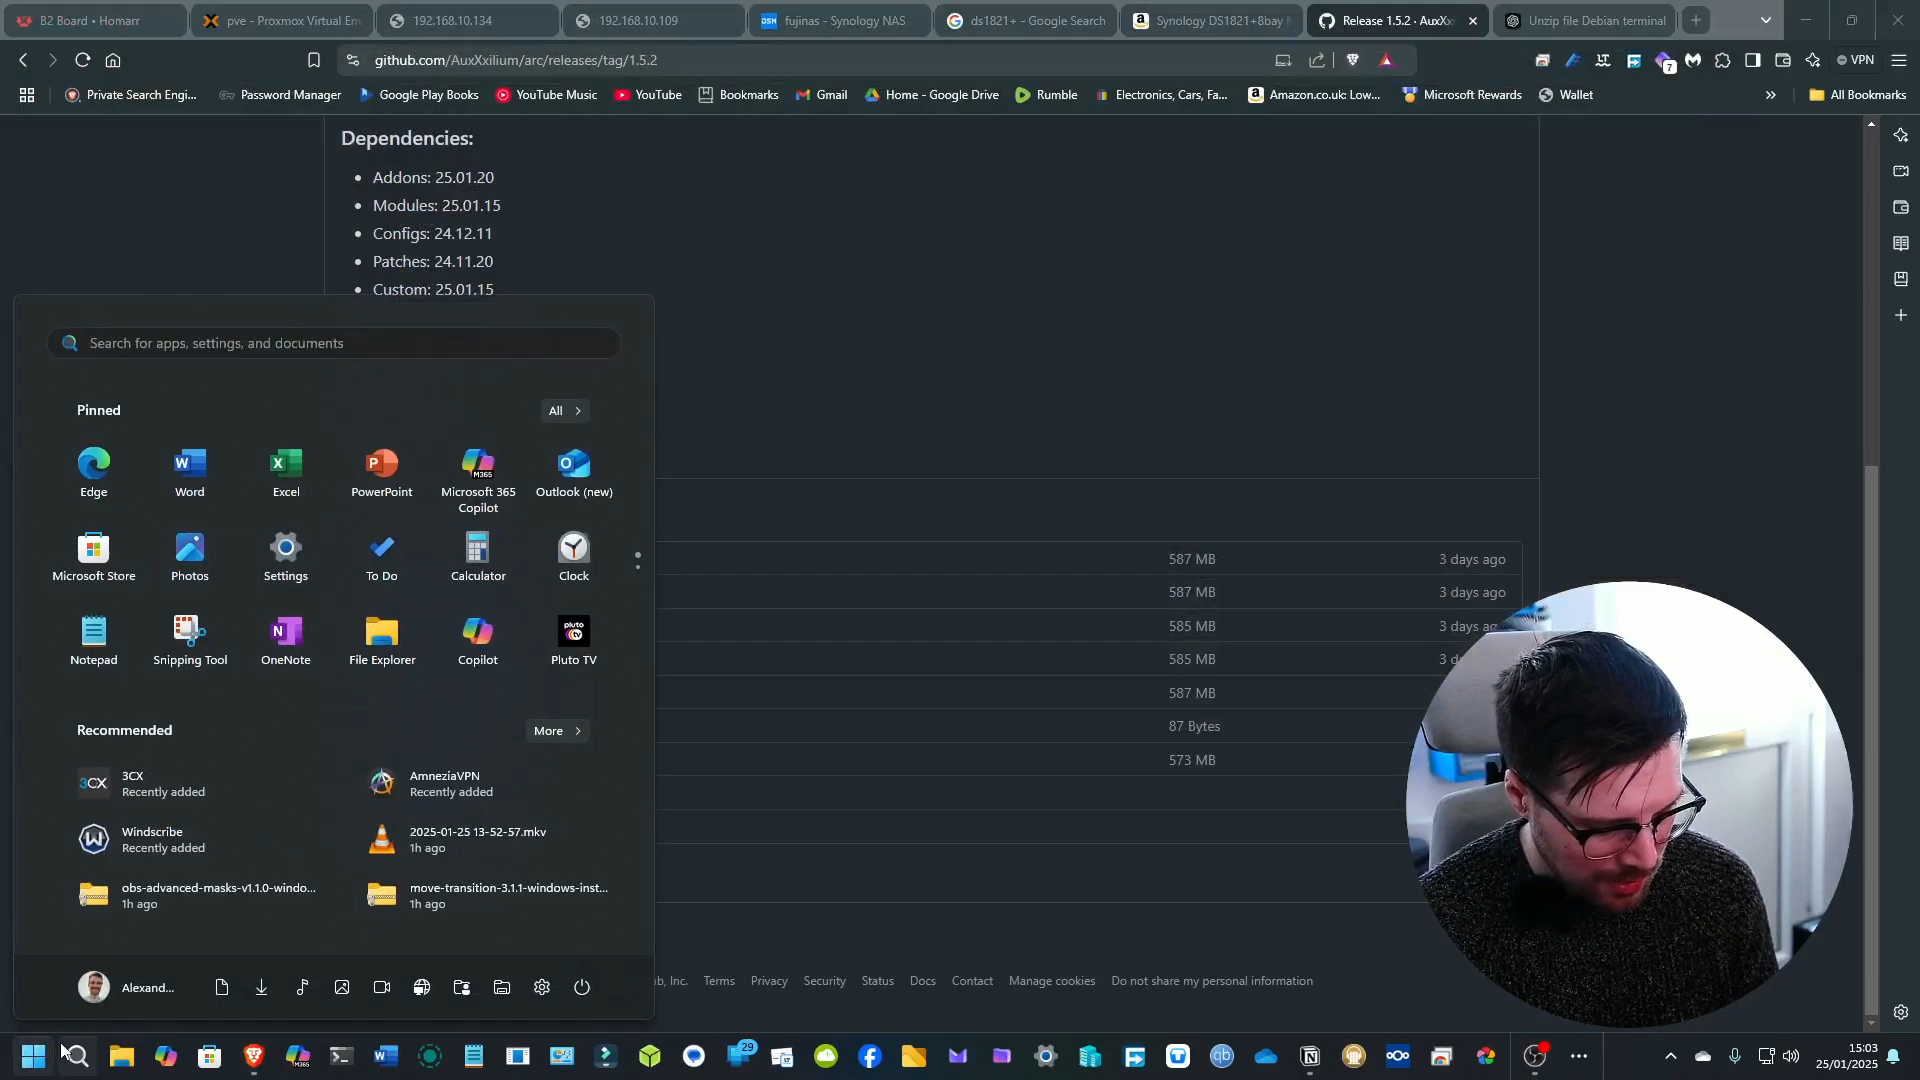 B2 Board • Homarr
pve - Proxmox Virtual Env
192.168.10.134
192.168.10.109
fujinas - Synology NAS
ds1821+ - Google Search
Synology DS1821+8bay N
Release 1.5.2 · AuxXx
Unzip file Debian terminal
github.com/AuxXxilium/arc/releases/tag/1.5.2
7
VPN
Private Search Engi...
Password Manager
Google Play Books
YouTube Music
YouTube
Bookmarks
Gmail
Home - Google Drive
Rumble
Electronics, Cars, Fa...
Amazon.co.uk: Low...
Microsoft Rewards
Wallet
All Bookmarks
Dependencies:
Addons: 25.01.20
Modules: 25.01.15
Configs: 24.12.11
Patches: 24.11.20
Custom: 25.01.15
Search for apps, settings, and documents
Pinned
All
Edge
Word
Excel
PowerPoint
Microsoft 365
Copilot
Outlook (new)
Microsoft Store
Photos
Settings
To Do
Calculator
Clock
Notepad
Snipping Tool
OneNote
File Explorer
Copilot
Pluto TV
587 MB
3 days ago
587 MB
3 days ago
585 MB
3 days ag
585 MB
3 d
587 MB
87 Bytes
573 MB
Recommended
More
3CX
Recently added
AmneziaVPN
Recently added
Windscribe
Recently added
2025-01-25 13-52-57.mkv
1h ago
obs-advanced-masks-v1.1.0-windo...
1h ago
move-transition-3.1.1-windows-inst...
1h ago
Alexand...
ub, Inc.
Terms
Privacy
Security
Status
Docs
Contact
Manage cookies
Do not share my personal information
29
15:03
25/01/2025